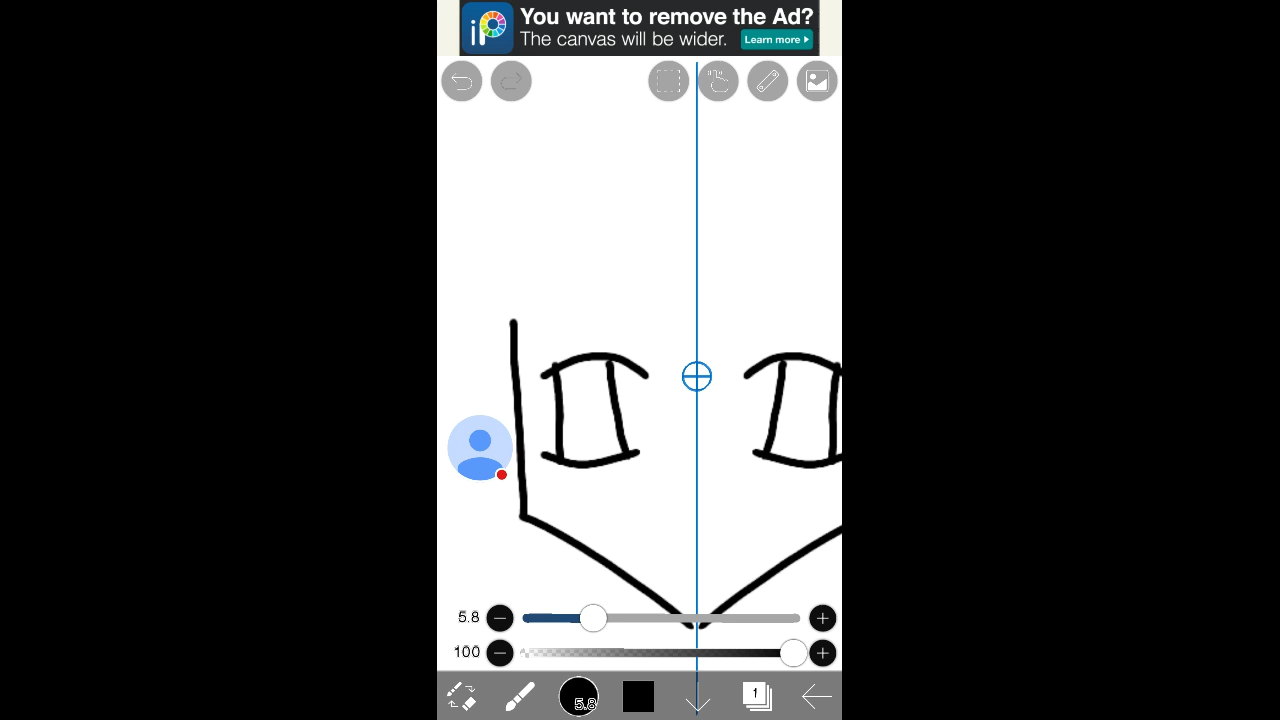 iP
You want to remove the Ad?
The canvas will be wider.
Learn more
5.8
100
5.8
1